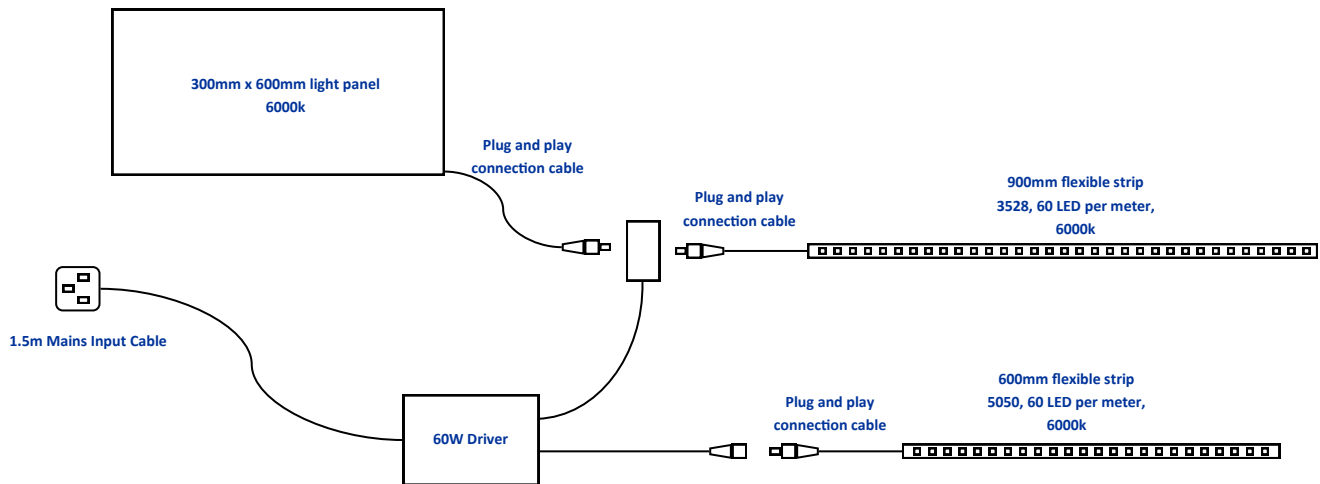 300mm x 600mm light panel
6000k
Plug and play
connection cable
Plug and play
connection cable
900mm flexible strip
3528, 60 LED per meter,
6000k
1.5m Mains Input Cable
60W Driver
Plug and play
connection cable
600mm flexible strip
5050, 60 LED per meter,
6000k